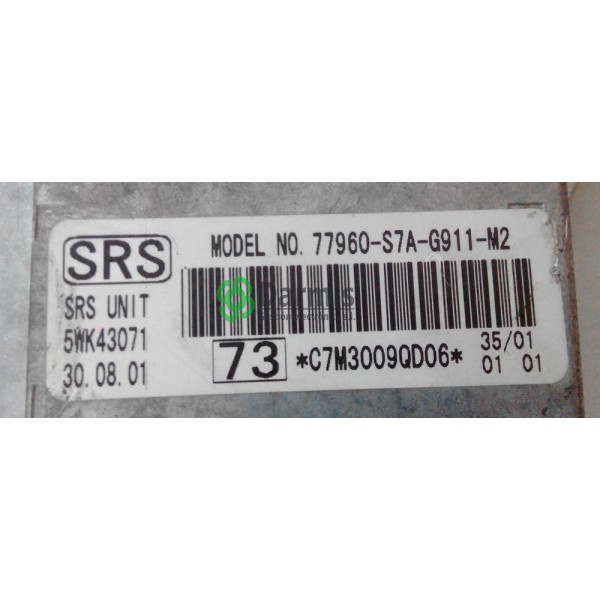 SRS
MODEL NO. 77960-S7A-G911-M2
SRS UNIT
5WK43071
30.08.01
73
*C7M3009QD06*
35/01
01 01
Darmis